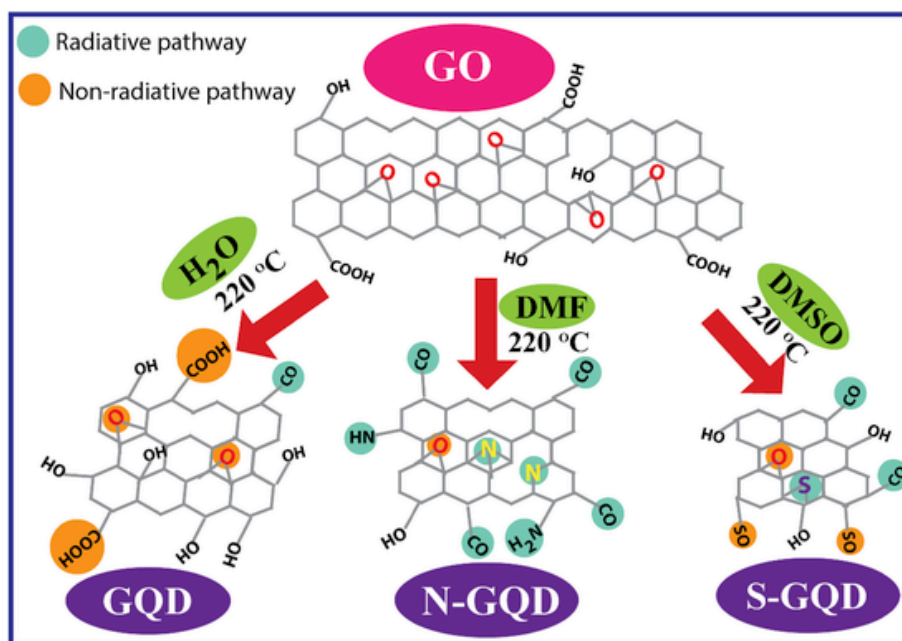 Radiative pathway
Non-radiative pathway
GO
OH
COOH
O
O
O
HO
O
O
COOH
HO
COOH
H₂O
220 °C
DMF
220 °C
DMSO
220 °C
OH
COOH
CO
O
OH
O
OH
HO
COOH
HO
HO
CO
CO
HN
O
N
N
HO
CO
H₂N
CO
CO
HO
OH
O
S
CO
SO
HO
SO
GQD
N-GQD
S-GQD